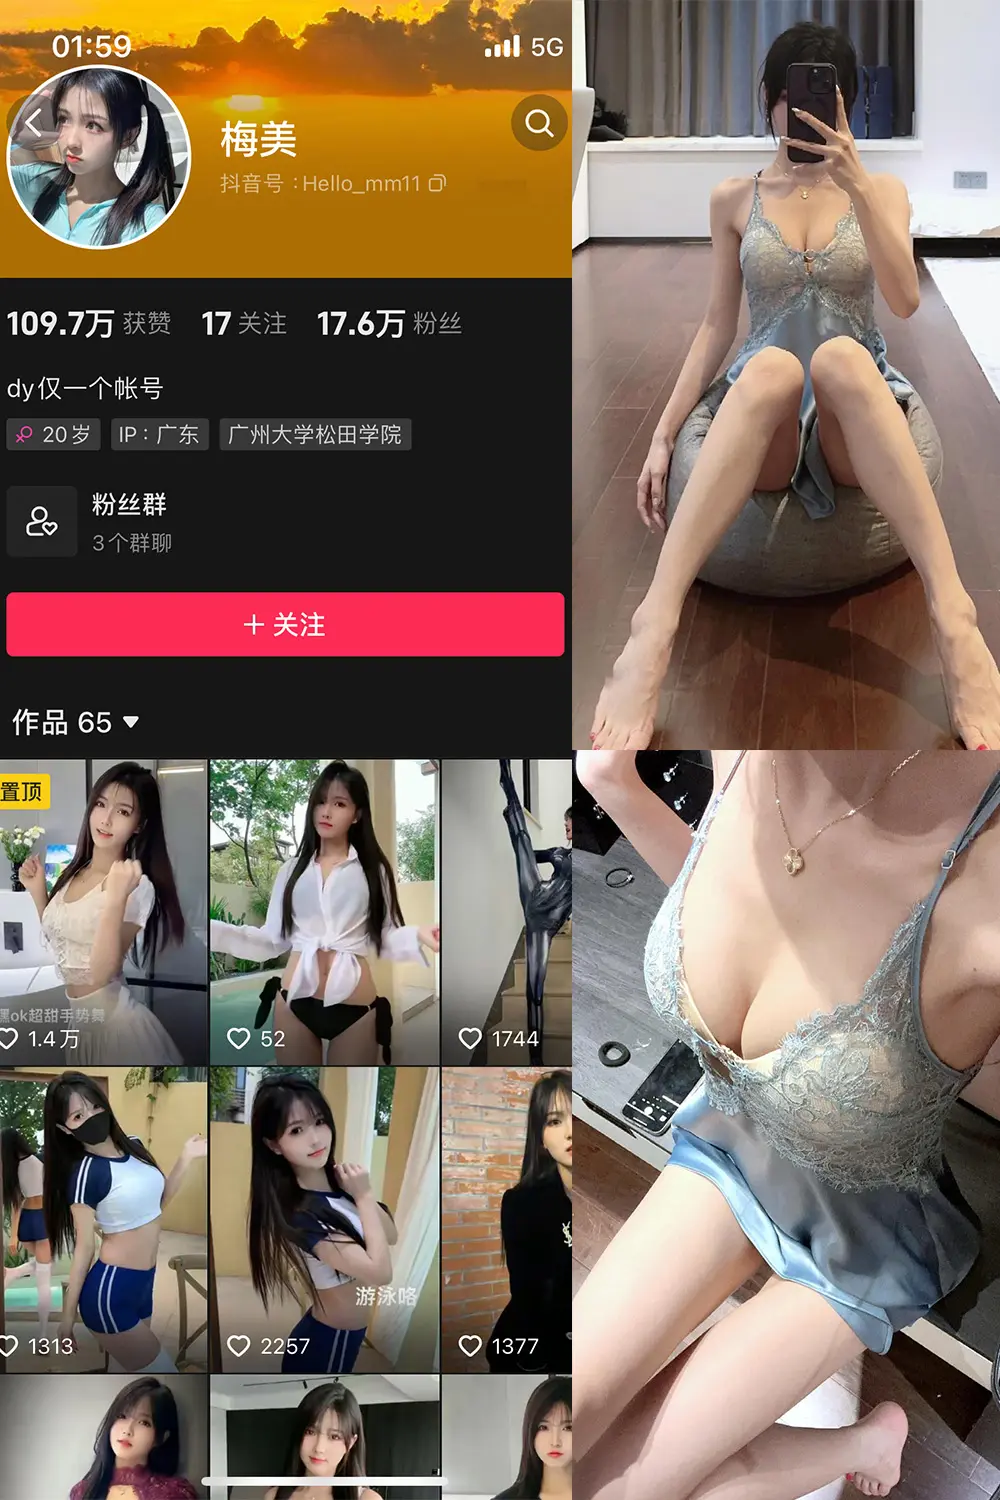 01:59
5G
梅美
抖音号：Hello_mm11
109.7万 获赞 17 关注 17.6万 粉丝
dy仅一个帐号
20岁 IP：广东 广州大学松田学院
粉丝群
3个群聊
+ 关注
作品 65
置顶
嘿ok超甜手势舞
1.4万 52 1744
游泳咯
1313 2257 1377